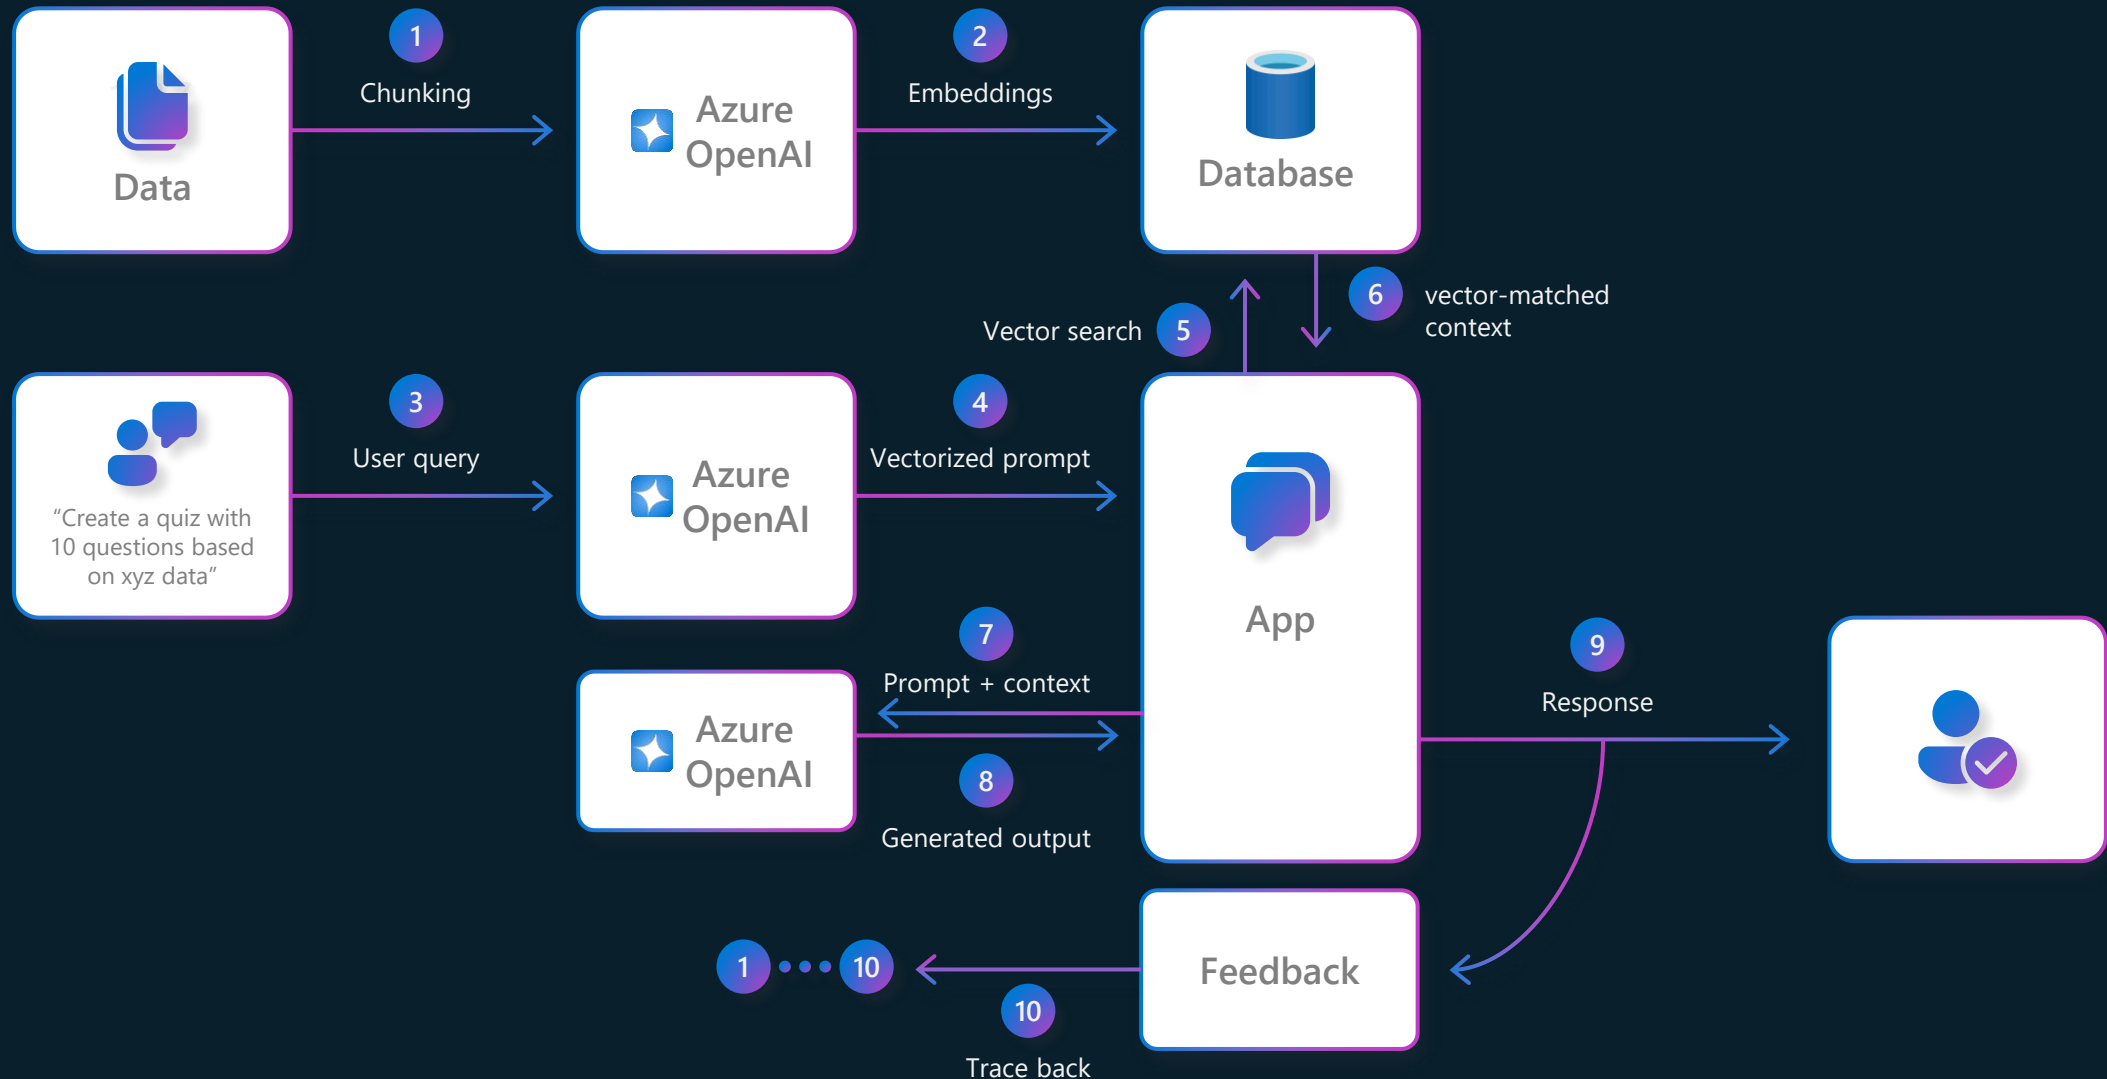 1
Chunking
Data
Azure
OpenAI
2
Embeddings
Database
Vector search
5
6
vector-matched
context
"Create a quiz with
10 questions based
on xyz data"
3
User query
Azure
OpenAI
4
Vectorized prompt
App
7
Prompt + context
Azure
OpenAI
8
Generated output
9
Response
Feedback
1
10
10
Trace back